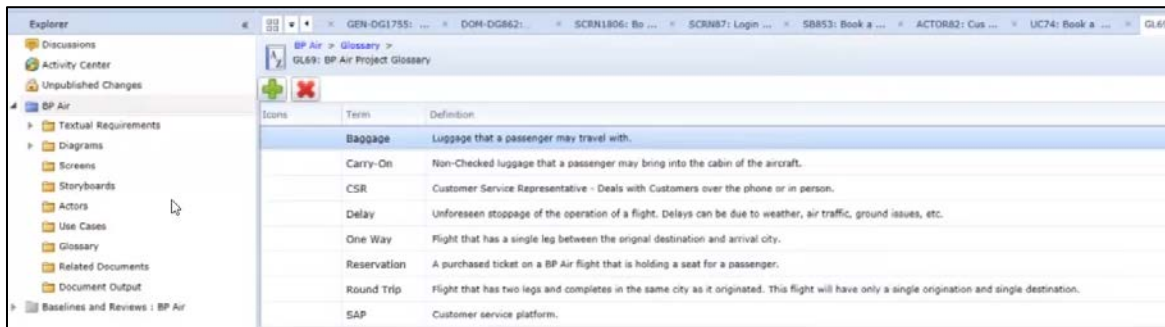 Explorer
GEN-DG1755: ...
DOM-DG862:...
SCRN1806: Bo ...
SCRN87: Login ...
SB853: Book a ...
ACTOR82: Cus ...
UC74: Book a ...
GL69
Discussions
Activity Center
Unpublished Changes
BP Air
Textual Requirements
Diagrams
Screens
Storyboards
Actors
Use Cases
Glossary
Related Documents
Document Output
Baselines and Reviews : BP Air
BP Air > Glossary >
GL69: BP Air Project Glossary
Icons Term Definition
Baggage Luggage that a passenger may travel with.
Carry-On Non-Checked luggage that a passenger may bring into the cabin of the aircraft.
CSR Customer Service Representative - Deals with Customers over the phone or in person.
Delay Unforeseen stoppage of the operation of a flight. Delays can be due to weather, air traffic, ground issues, etc.
One Way Flight that has a single leg between the orignal destination and arrival city.
Reservation A purchased ticket on a BP Air flight that is holding a seat for a passenger.
Round Trip Flight that has two legs and completes in the same city as it originated. This flight will have only a single origination and single destination.
SAP Customer service platform.